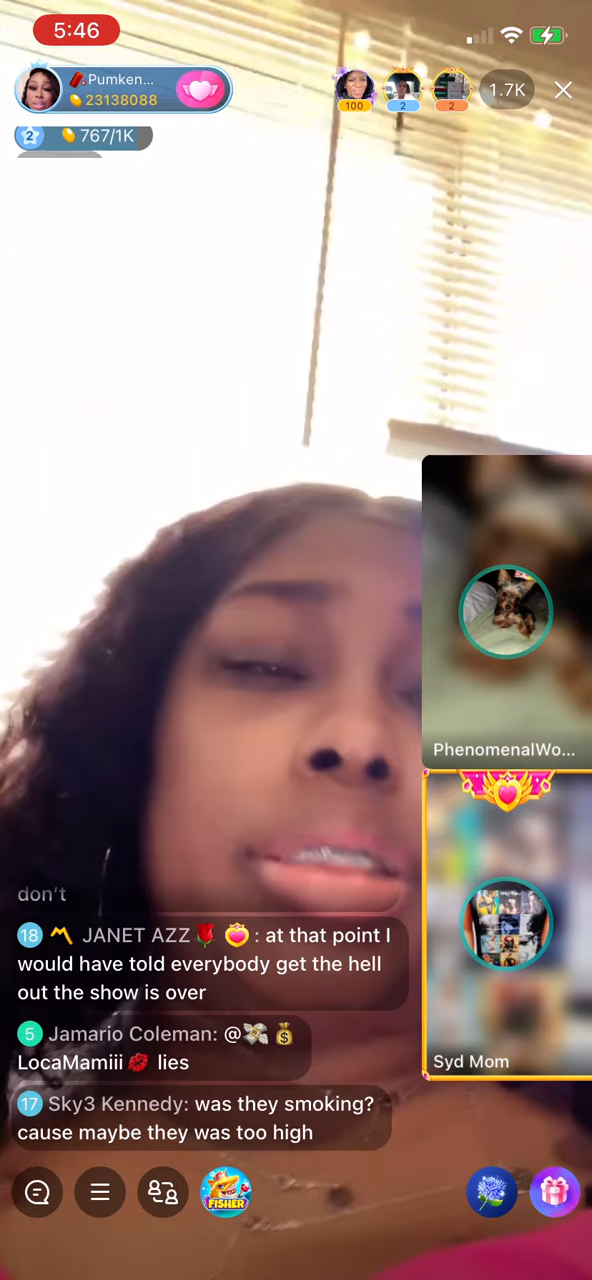 5:46
Pumken...
23138088
100
2
2
1.7K
2
767/1K
PhenomenalWo...
don't
18 JANET AZZ🌹 : at that point I
would have told everybody get the hell
out the show is over
5 Jamario Coleman: @💸💰
LocaMamiii💋 lies
Syd Mom
17 Sky3 Kennedy: was they smoking?
cause maybe they was too high
FISHER